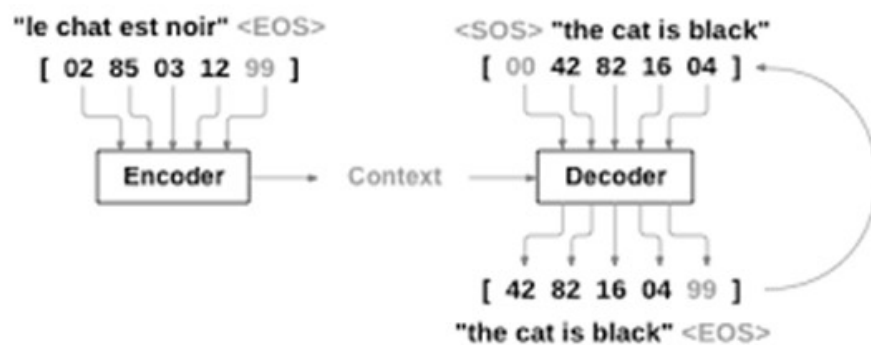 "le chat est noir" <EOS>
[ 02 85 03 12 99 ]
Encoder
Context
<SOS> "the cat is black"
[ 00 42 82 16 04 ]
Decoder
[ 42 82 16 04 99 ]
"the cat is black" <EOS>